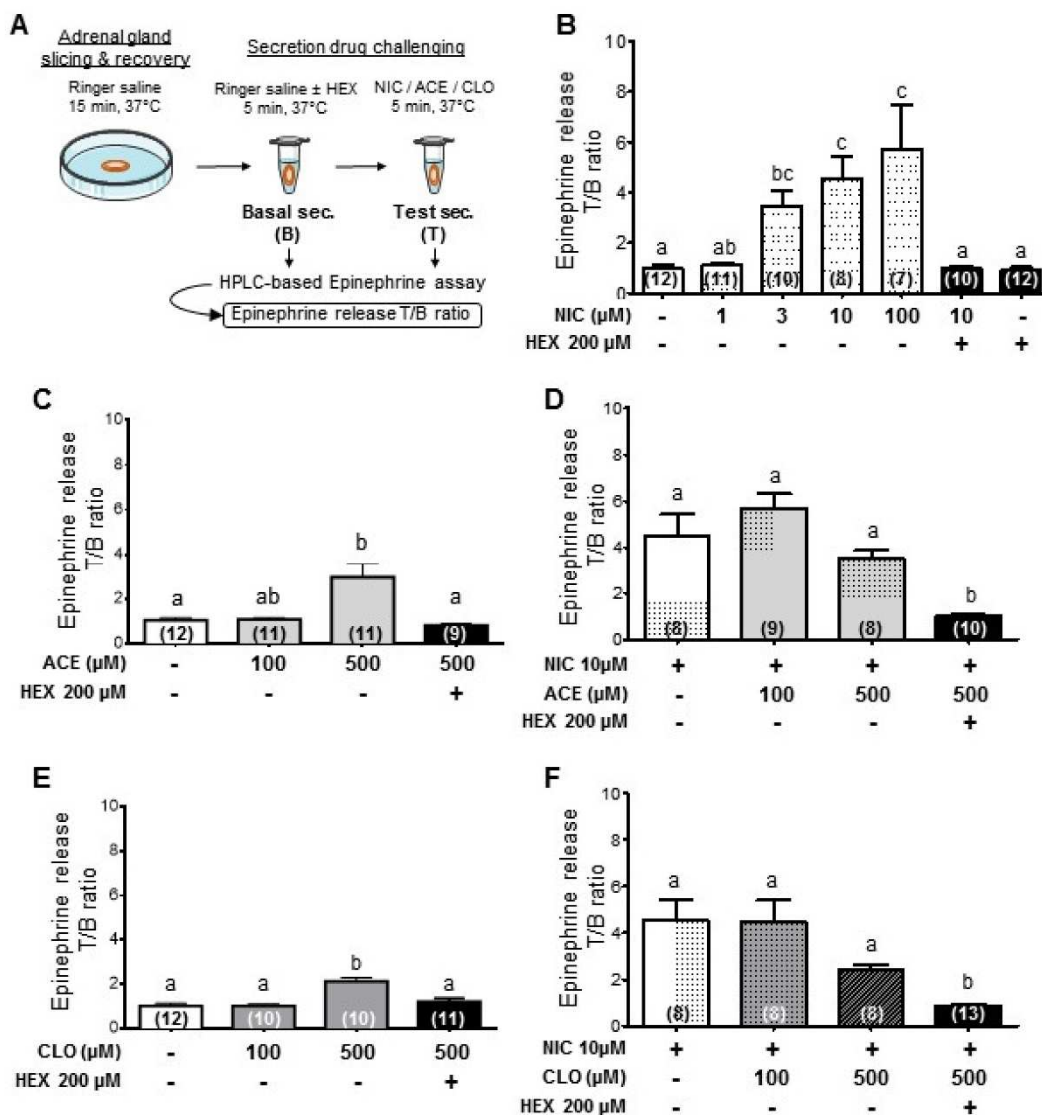 A
Adrenal gland
slicing & recovery
Secretion drug challenging
Ringer saline
15 min, 37°C
Ringer saline ± HEX
5 min, 37°C
NIC / ACE / CLO
5 min, 37°C
Basal sec.
(B)
Test sec.
(T)
HPLC-based Epinephrine assay
Epinephrine release T/B ratio
B
Epinephrine release
T/B ratio
10
8
6
4
2
0
a ab bc c c a a
(12) (11) (10) (8) (7) (10) (12)
NIC (µM) - 1 3 10 100 10 -
HEX 200 µM - - - - - + +
C
Epinephrine release
T/B ratio
10
8
6
4
2
0
a ab b a
(12) (11) (11) (9)
ACE (µM) - 100 500 500
HEX 200 µM - - - +
D
Epinephrine release
T/B ratio
10
8
6
4
2
0
a a a b
(8) (9) (8) (10)
NIC 10µM + + + +
ACE (µM) - 100 500 500
HEX 200 µM - - - +
E
Epinephrine release
T/B ratio
10
8
6
4
2
0
a a b a
(12) (10) (10) (11)
CLO (µM) - 100 500 500
HEX 200 µM - - - +
F
Epinephrine release
T/B ratio
10
8
6
4
2
0
a a a b
(8) (8) (8) (13)
NIC 10µM + + + +
CLO (µM) - 100 500 500
HEX 200 µM - - - +